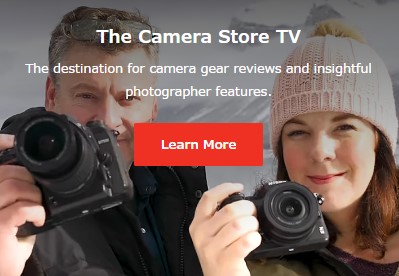 The Camera Store TV
The destination for camera gear reviews and insightful
photographer features.
Learn More